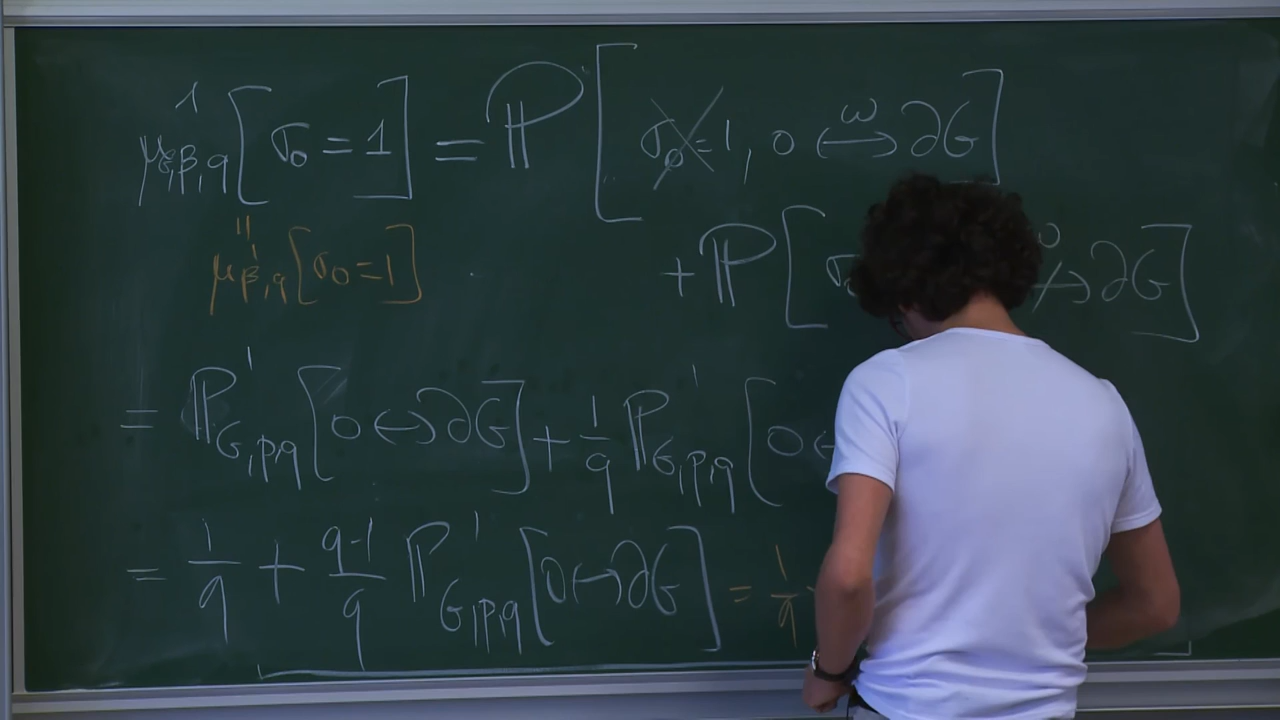 μ¹_{G,β,q}[σ₀ = 1] = ℙ[σ₀ = 1, 0 ⟷^ω ∂G]
μ¹_{β,q}[σ₀ = 1]
+ ℙ[σ ↮ ∂G]
= ℙ¹_{G,p,q}[0 ↔ ∂G] + 1/q ℙ¹_{G,p,q}[0
= 1/q + (q-1)/q ℙ¹_{G,p,q}[0 ↔ ∂G] = 1/q